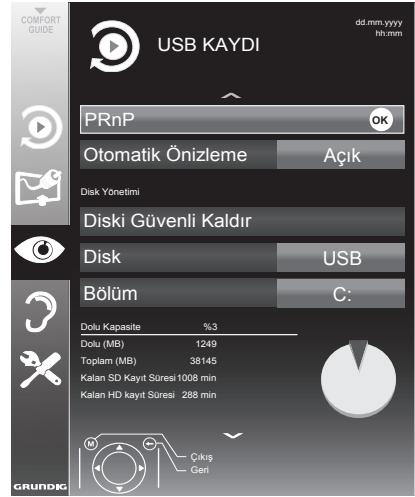 COMFORT
GUIDE
USB KAYDI
dd.mm.yyyy
hh:mm
PRnP
OK
Otomatik Önizleme Açık
Disk Yönetimi
Diski Güvenli Kaldır
Disk USB
Bölüm C:
Dolu Kapasite %3
Dolu (MB) 1249
Toplam (MB) 38145
Kalan SD Kayıt Süresi 1008 min
Kalan HD kayıt Süresi 288 min
M
Çıkış
Geri
GRUNDIG